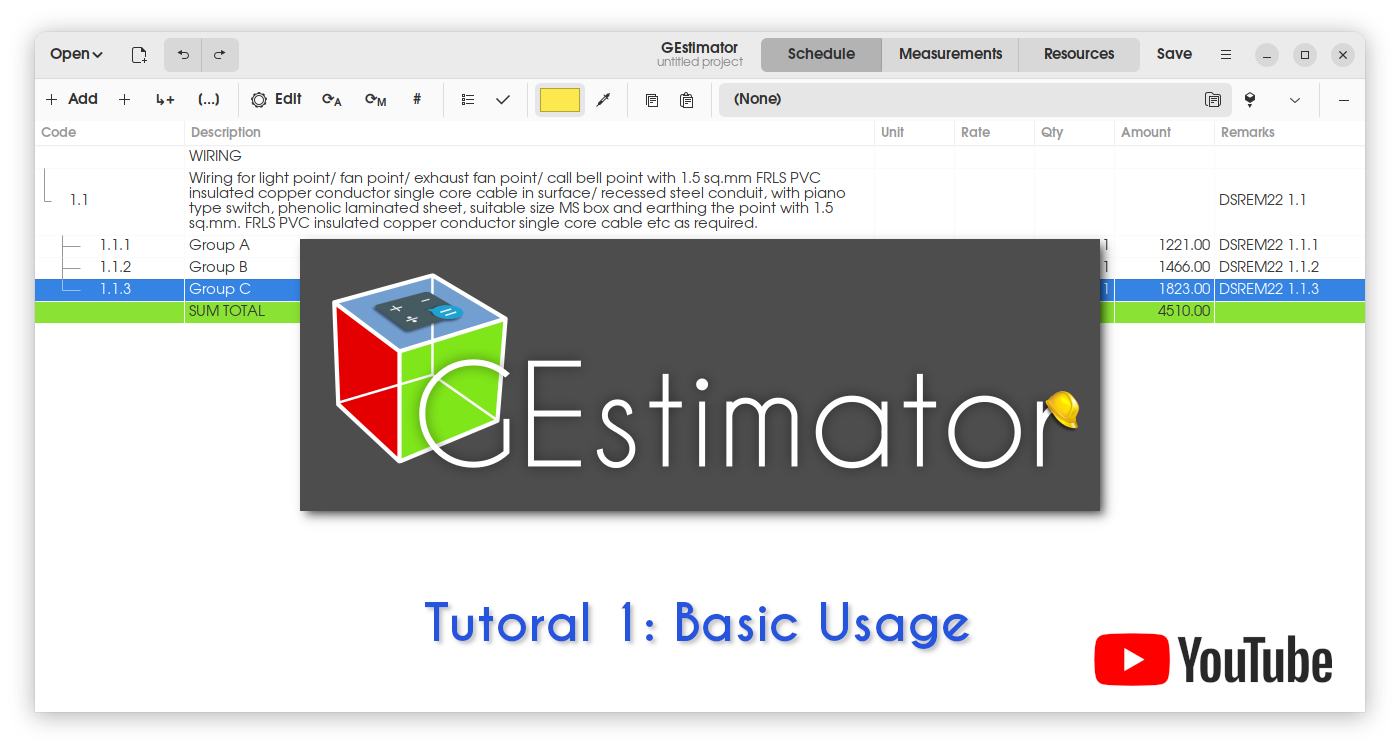 Open
GEstimator
untitled project
Schedule
Measurements
Resources
Save
Add
(...)
Edit
A
M
#
(None)
Code Description Unit Rate Qty Amount Remarks
WIRING
1.1
Wiring for light point/ fan point/ exhaust fan point/ call bell point with 1.5 sq.mm FRLS PVC
insulated copper conductor single core cable in surface/ recessed steel conduit, with piano
type switch, phenolic laminated sheet, suitable size MS box and earthing the point with 1.5
sq.mm. FRLS PVC insulated copper conductor single core cable etc as required.
DSREM22 1.1
1.1.1 Group A 1 1221.00 DSREM22 1.1.1
1.1.2 Group B 1 1466.00 DSREM22 1.1.2
1.1.3 Group C 1 1823.00 DSREM22 1.1.3
SUM TOTAL 4510.00
GEstimator
Tutoral 1: Basic Usage
YouTube